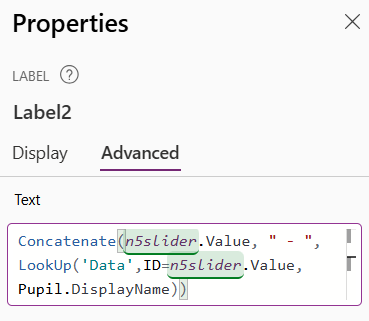 Properties
LABEL ?
Label2
Display Advanced
Text
Concatenate(n5slider.Value, " - ",
LookUp('Data',ID=n5slider.Value,
Pupil.DisplayName))